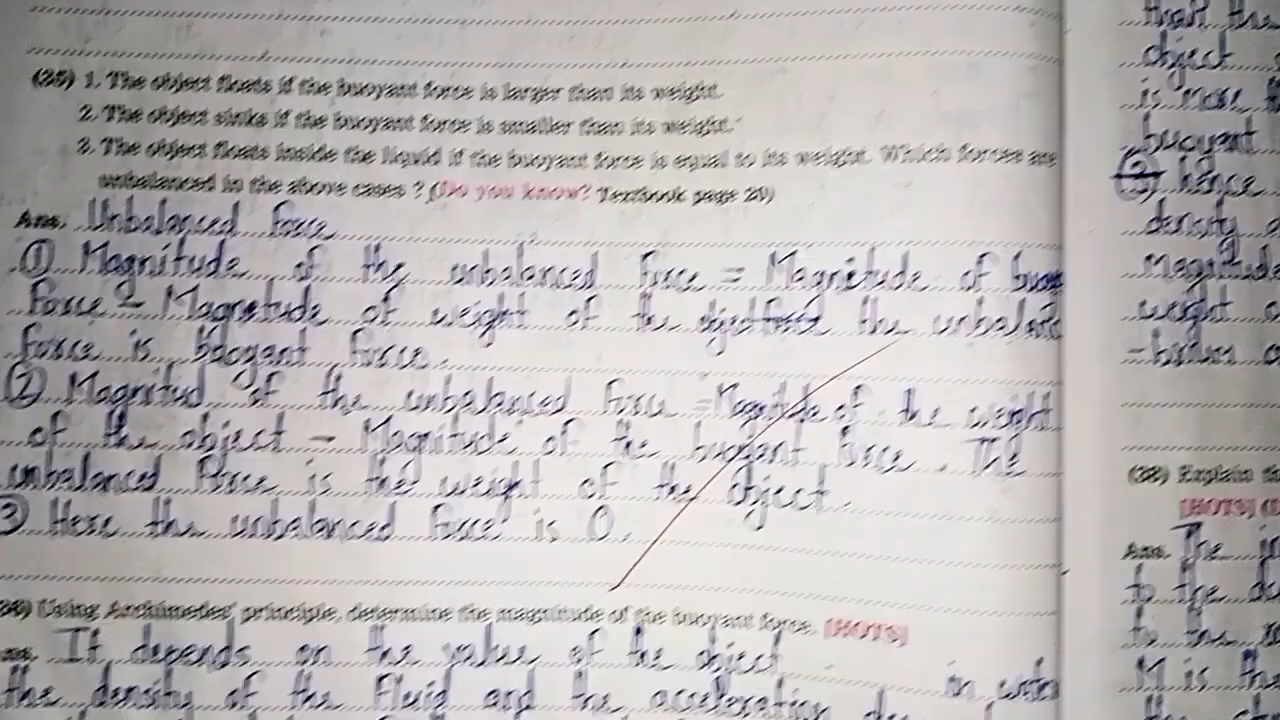 (35) 1. The object floats if the buoyant force is larger than its weight.
2. The object sinks if the buoyant force is smaller than its weight.
3. The object floats inside the liquid if the buoyant force is equal to its weight. Which forces are
unbalanced in the above cases ? (Do you know? Textbook page 20)
Ans. Unbalanced force
① Magnitude of the unbalanced force = Magnitude of
force - Magnetude of weight of the object the
force is buoyant force.
② Magnitud of the unbalanced force = Magnitude of the weight
of the object - Magnitude of the buoyant force. The
unbalanced force is the weight of the object.
③ Here the unbalanced force is 0.
Using Archimedes' principle, determine the magnitude of the buoyant force. [HOTS]
It depends on the value of the object in
the density of the fluid and the acceleration
than the
object
is more
buoyant
hence
density
magnitude
weight
(38) Explain
[HOTS]
Ans. The
to the
to the
M is the